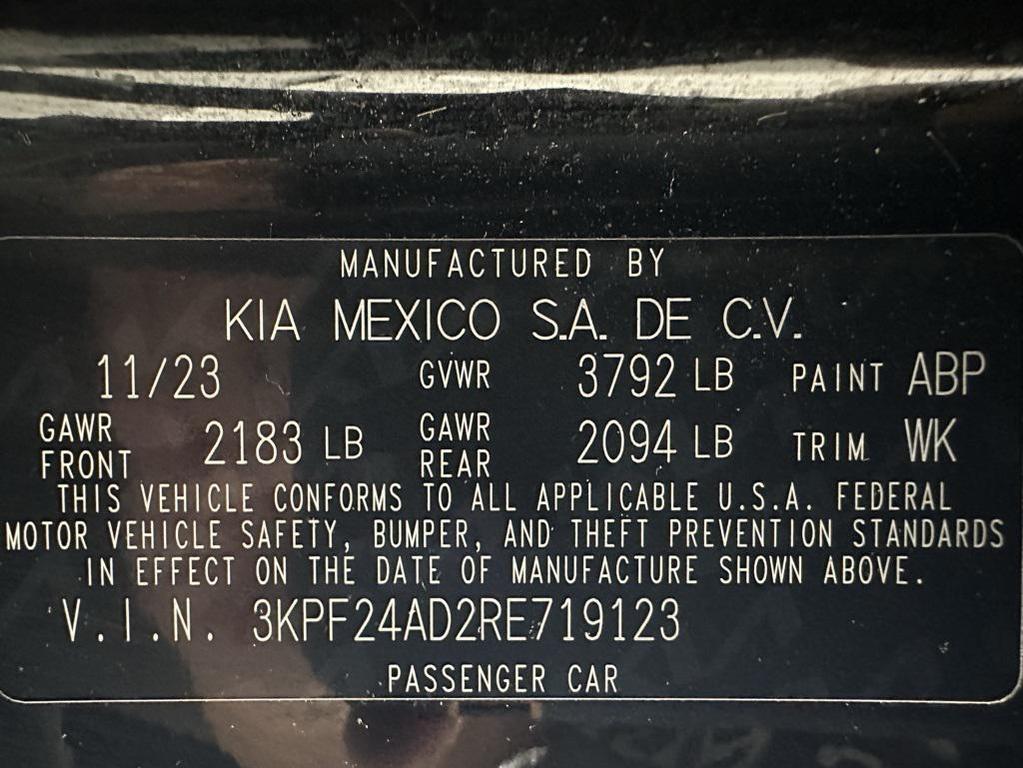 MANUFACTURED BY
KIA MEXICO S.A. DE C.V.
11/23 GVWR 3792 LB PAINT ABP
GAWR FRONT 2183 LB GAWR REAR 2094 LB TRIM WK
THIS VEHICLE CONFORMS TO ALL APPLICABLE U.S.A. FEDERAL
MOTOR VEHICLE SAFETY, BUMPER, AND THEFT PREVENTION STANDARDS
IN EFFECT ON THE DATE OF MANUFACTURE SHOWN ABOVE.
V.I.N. 3KPF24AD2RE719123
PASSENGER CAR